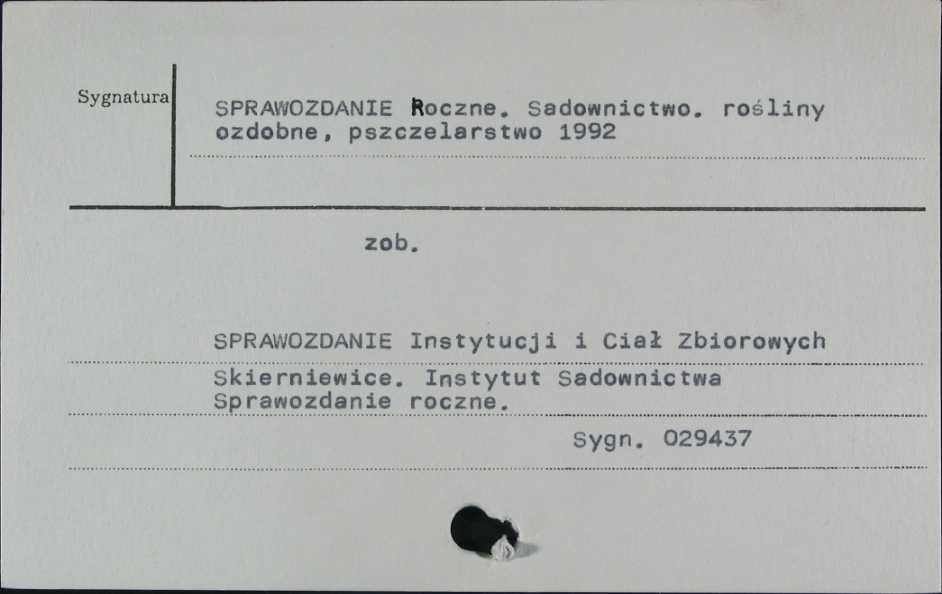 Sygnatura
SPRAWOZDANIE Roczne. Sadownictwo. rośliny
ozdobne, pszczelarstwo 1992
zob.
SPRAWOZDANIE Instytucji i Ciał Zbiorowych
Skierniewice. Instytut Sadownictwa
Sprawozdanie roczne.
Sygn. 029437